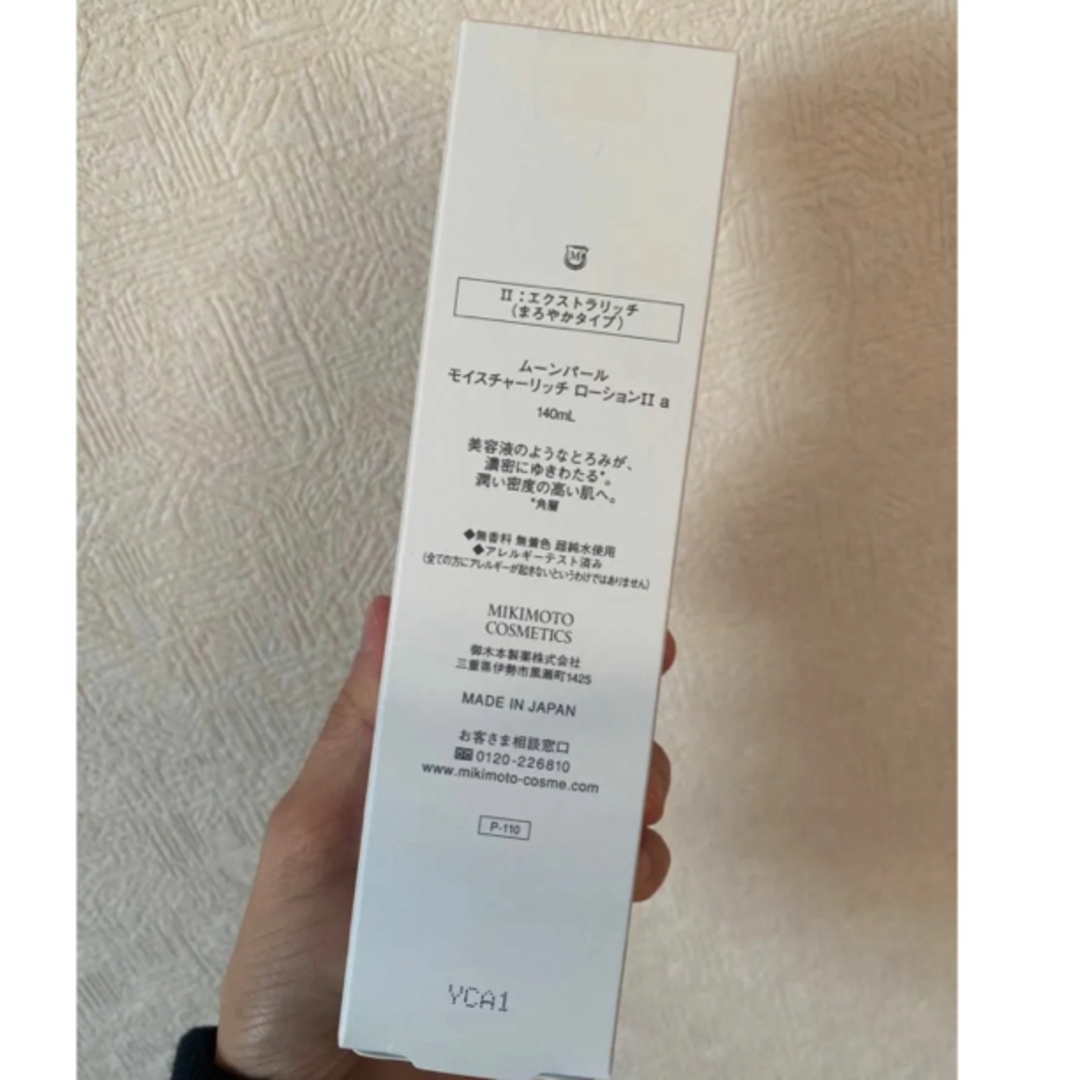 M
II:エクストラリッチ
(まろやかタイプ)
ムーンパール
モイスチャーリッチ ローションII a
140mL
美容液のようなとろみが、
濃密にゆきわたる*。
潤い密度の高い肌へ。
*角層
◆無香料 無着色 超純水使用
◆アレルギーテスト済み
(全ての方にアレルギーが起きないというわけではありません)
MIKIMOTO
COSMETICS
御木本製薬株式会社
三重県伊勢市黒瀬町1425
MADE IN JAPAN
お客さま相談窓口
0120-226810
www.mikimoto-cosme.com
P-110
YCA1